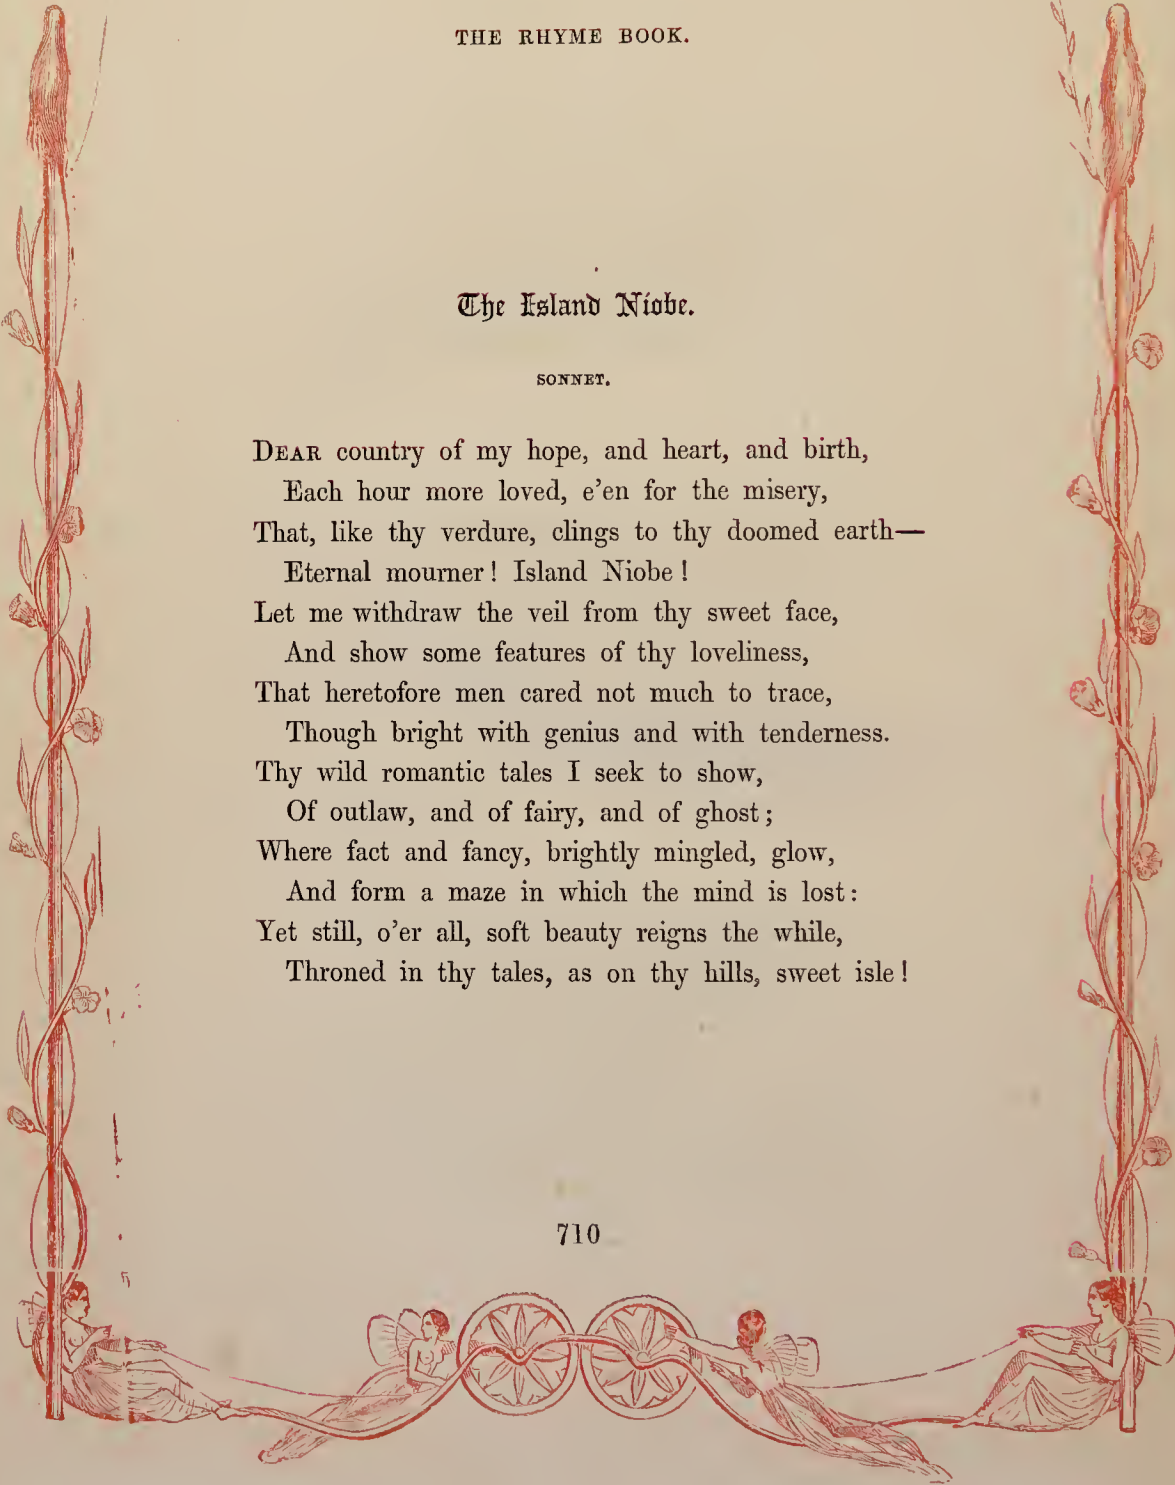 THE RHYME BOOK.
The Island Niobe.
SONNET.
DEAR country of my hope, and heart, and birth,
Each hour more loved, e'en for the misery,
That, like thy verdure, clings to thy doomed earth—
Eternal mourner! Island Niobe!
Let me withdraw the veil from thy sweet face,
And show some features of thy loveliness,
That heretofore men cared not much to trace,
Though bright with genius and with tenderness.
Thy wild romantic tales I seek to show,
Of outlaw, and of fairy, and of ghost;
Where fact and fancy, brightly mingled, glow,
And form a maze in which the mind is lost:
Yet still, o'er all, soft beauty reigns the while,
Throned in thy tales, as on thy hills, sweet isle!
710